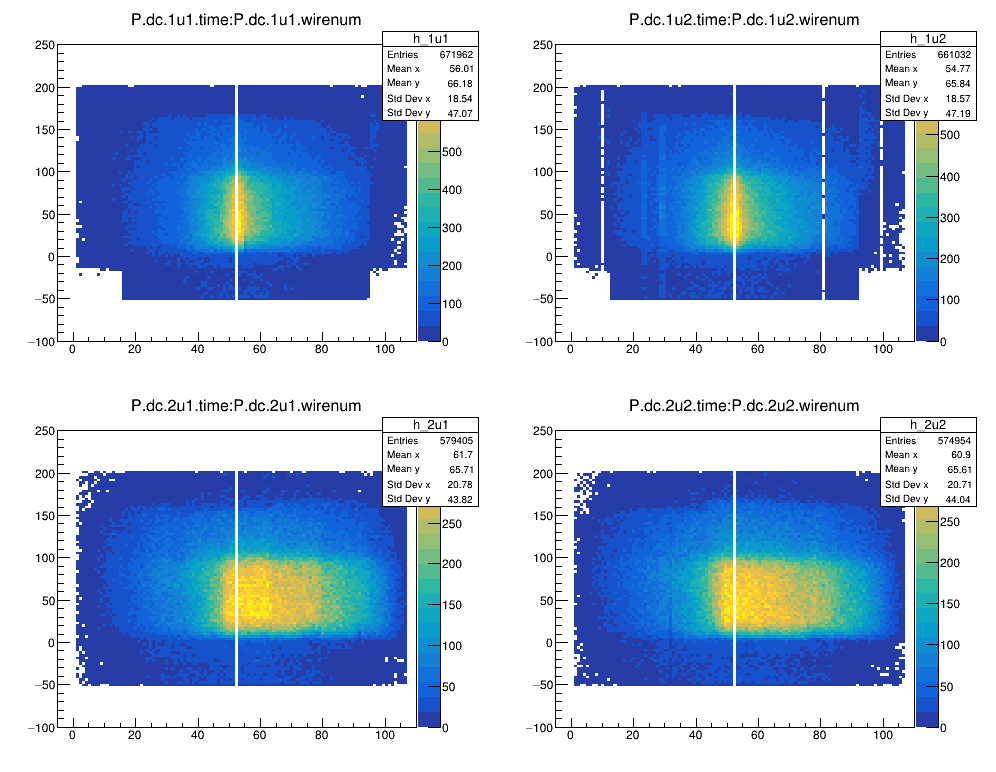 P.dc.1u1.time:P.dc.1u1.wirenum
h_1u1
Entries 671962
Mean x 56.01
Mean y 66.18
Std Dev x 18.54
Std Dev y 47.07
250
200
150
100
50
0
−50
−100
0 20 40 60 80 100
500
400
300
200
100
0
P.dc.1u2.time:P.dc.1u2.wirenum
h_1u2
Entries 661032
Mean x 54.77
Mean y 65.84
Std Dev x 18.57
Std Dev y 47.19
250
200
150
100
50
0
−50
−100
0 20 40 60 80 100
500
400
300
200
100
0
P.dc.2u1.time:P.dc.2u1.wirenum
h_2u1
Entries 579405
Mean x 61.7
Mean y 65.71
Std Dev x 20.78
Std Dev y 43.82
250
200
150
100
50
0
−50
−100
0 20 40 60 80 100
250
200
150
100
50
0
P.dc.2u2.time:P.dc.2u2.wirenum
h_2u2
Entries 574954
Mean x 60.9
Mean y 65.61
Std Dev x 20.71
Std Dev y 44.04
250
200
150
100
50
0
−50
−100
0 20 40 60 80 100
250
200
150
100
50
0